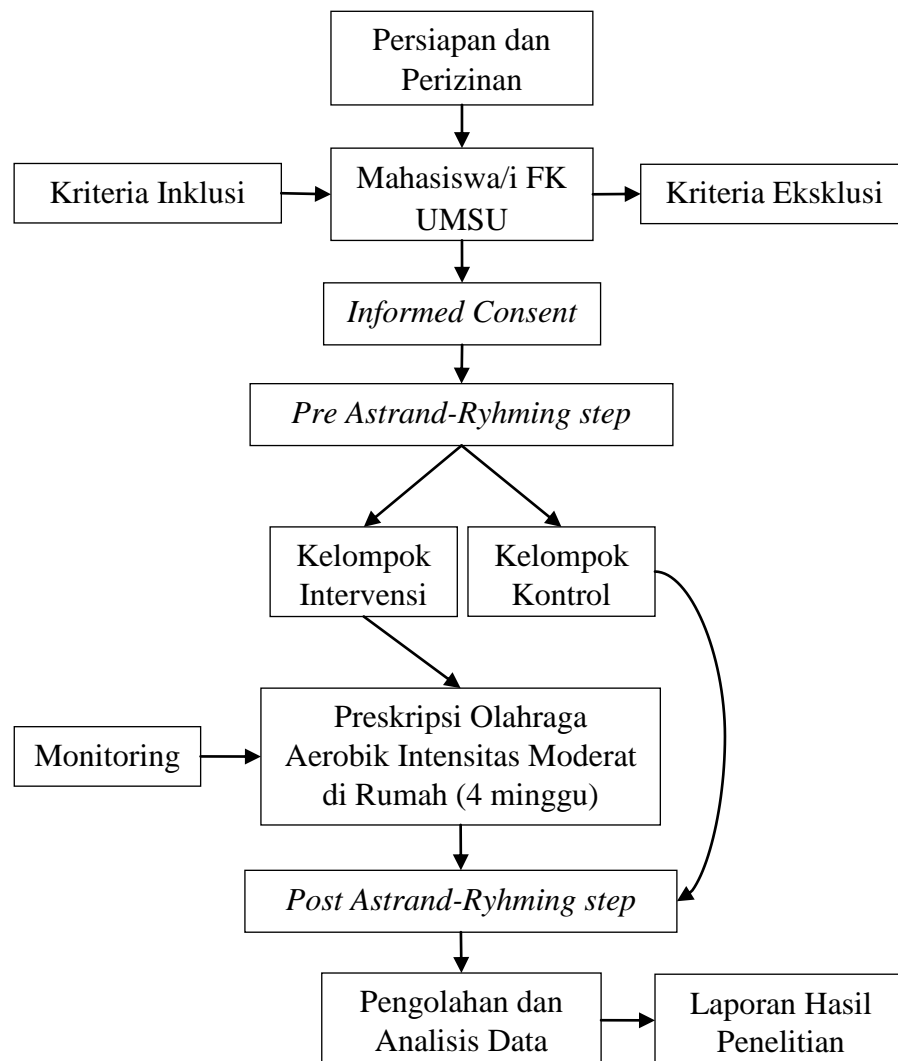 Persiapan dan
Perizinan
Kriteria Inklusi
Mahasiswa/i FK
UMSU
Kriteria Eksklusi
Informed Consent
Pre Astrand-Ryhming step
Kelompok
Intervensi
Kelompok
Kontrol
Monitoring
Preskripsi Olahraga
Aerobik Intensitas Moderat
di Rumah (4 minggu)
Post Astrand-Ryhming step
Pengolahan dan
Analisis Data
Laporan Hasil
Penelitian